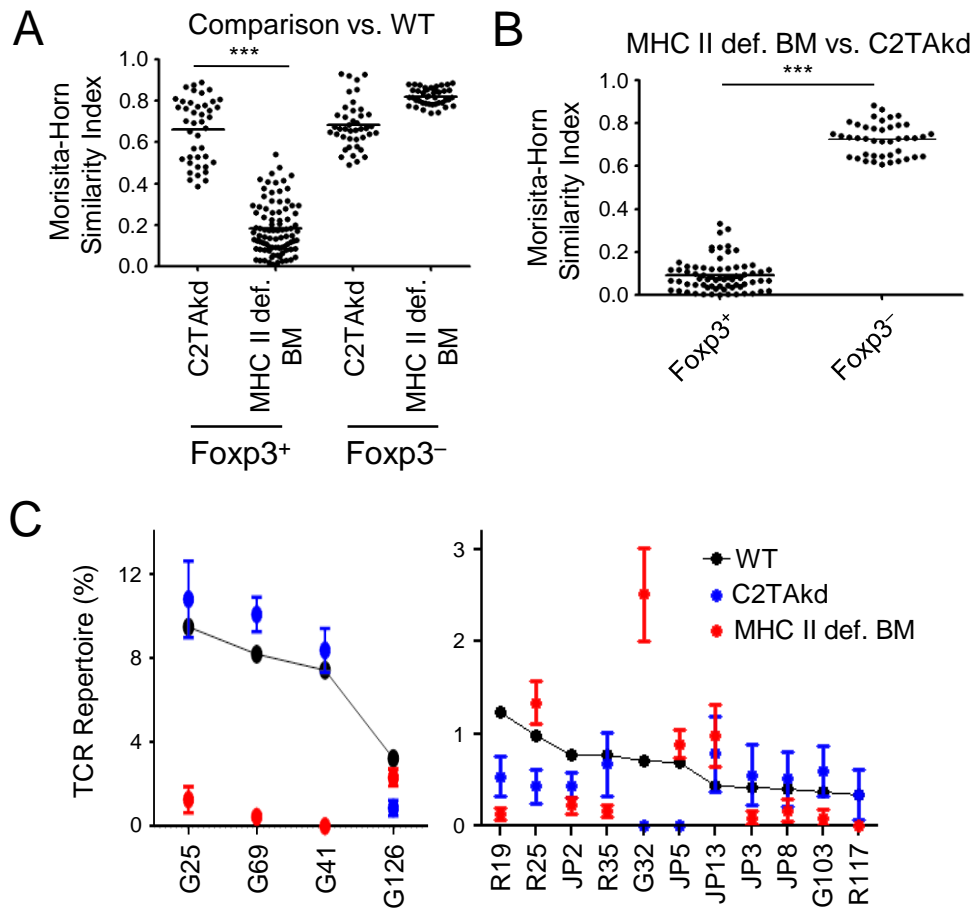 A
Comparison vs. WT
***
Morisita-Horn
Similarity Index
1.0
0.8
0.6
0.4
0.2
0.0
C2TAkd
MHC II def.
BM
C2TAkd
MHC II def.
BM
Foxp3+
Foxp3–
B
MHC II def. BM vs. C2TAkd
***
Morisita-Horn
Similarity Index
1.0
0.8
0.6
0.4
0.2
0.0
Foxp3+
Foxp3–
C
TCR Repertoire (%)
12
8
4
0
G25
G69
G41
G126
3
2
1
0
WT
C2TAkd
MHC II def. BM
R19
R25
JP2
R35
G32
JP5
JP13
JP3
JP8
G103
R117